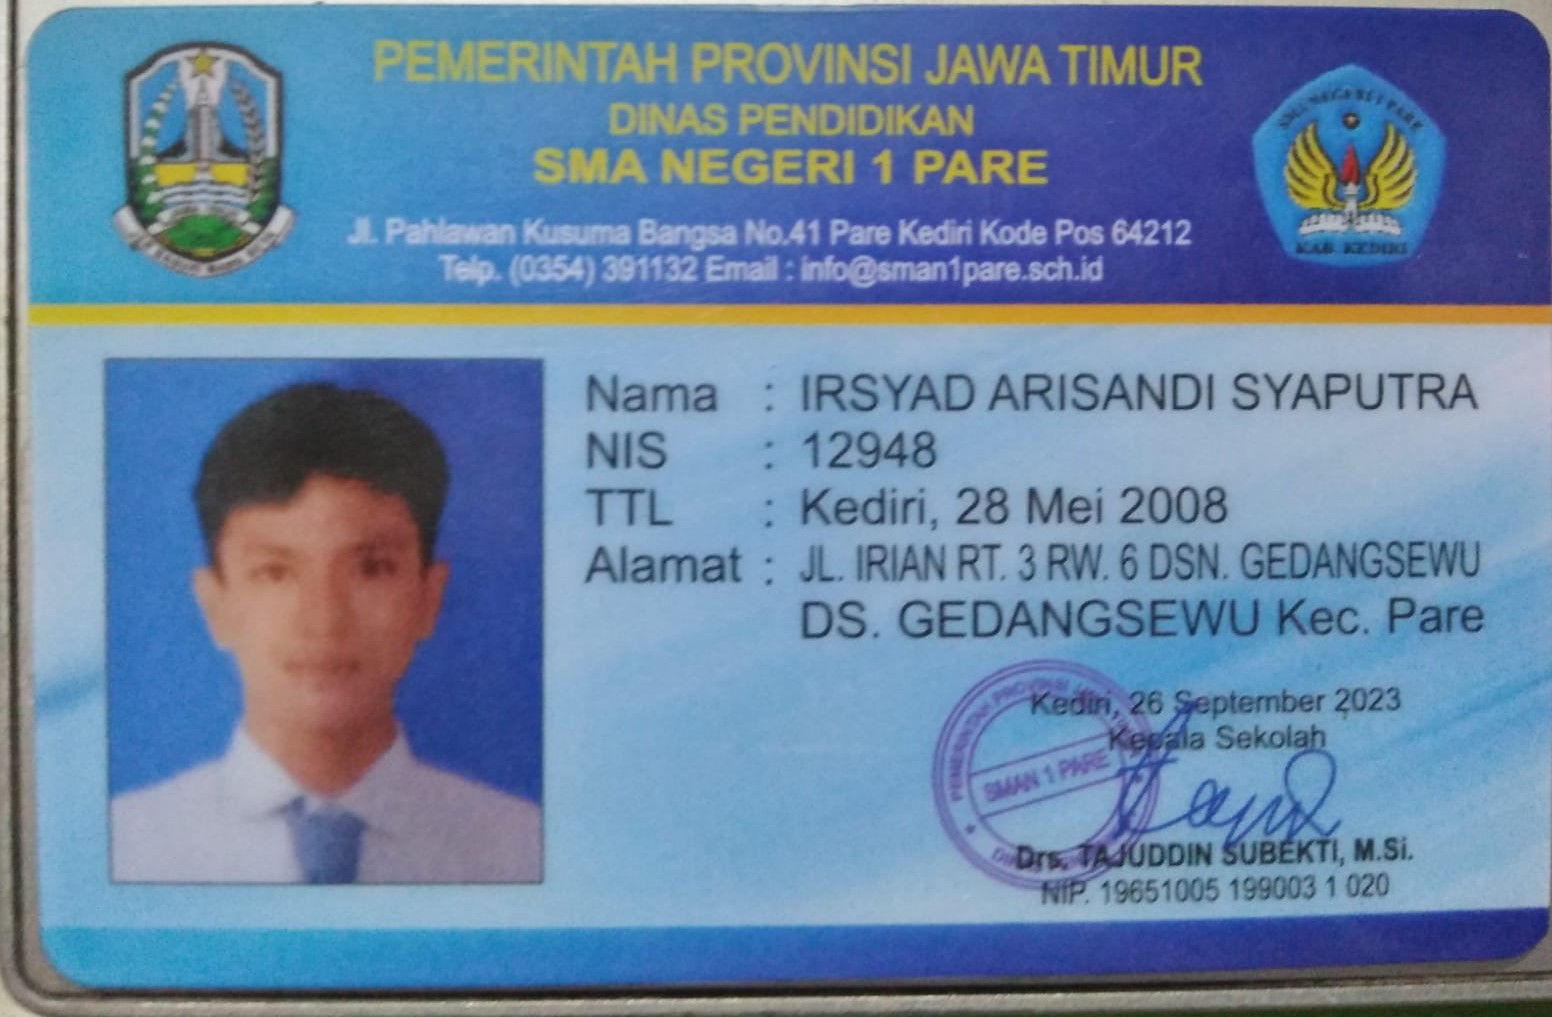 PEMERINTAH PROVINSI JAWA TIMUR
DINAS PENDIDIKAN
SMA NEGERI 1 PARE
Jl. Pahlawan Kusuma Bangsa No.41 Pare Kediri Kode Pos 64212
Telp. (0354) 391132 Email : info@sman1pare.sch.id
SMA NEGERI 1 PARE
KAB. KEDIRI
Nama : IRSYAD ARISANDI SYAPUTRA
NIS : 12948
TTL : Kediri, 28 Mei 2008
Alamat : JL. IRIAN RT. 3 RW. 6 DSN. GEDANGSEWU
DS. GEDANGSEWU Kec. Pare
Kediri, 26 September 2023
Kepala Sekolah
PEMERINTAH PROVINSI
SMAN 1 PARE
Drs. TAJUDDIN SUBEKTI, M.Si.
NIP. 19651005 199003 1 020